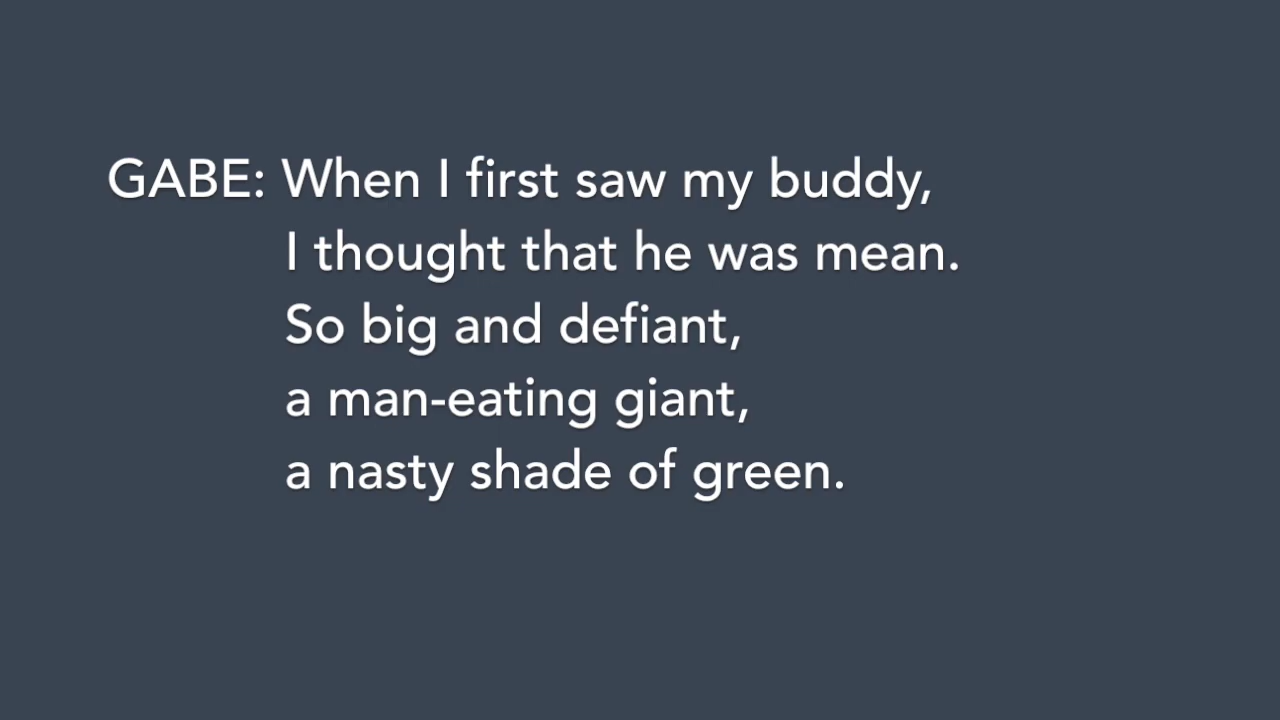 GABE: When I first saw my buddy,
I thought that he was mean.
So big and defiant,
a man-eating giant,
a nasty shade of green.